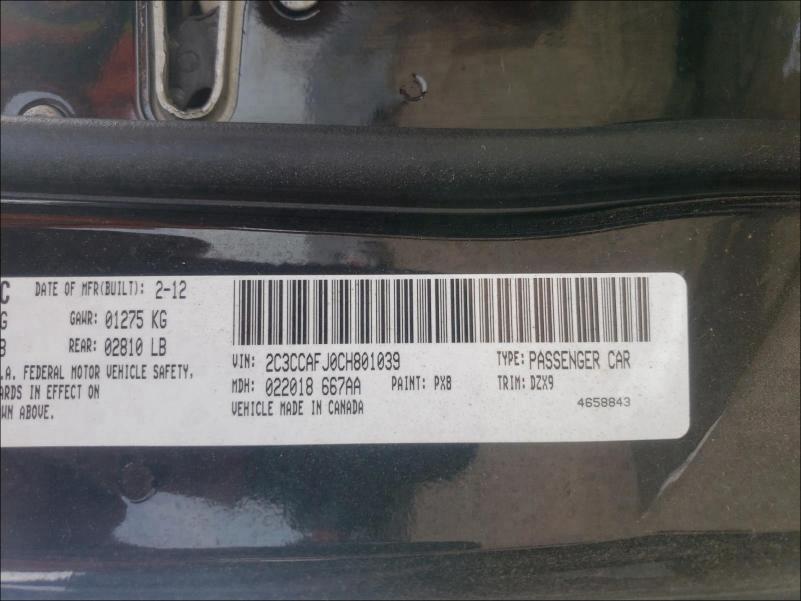 C DATE OF MFR(BUILT): 2-12
G GAWR: 01275 KG
B REAR: 02810 LB
.A. FEDERAL MOTOR VEHICLE SAFETY,
ARDS IN EFFECT
WN ABOVE.
VIN: 2C3CCAFJ0CH801039 TYPE: PASSENGER CAR
MDH: 022018 667AA PAINT: PX8 TRIM: DZX9
VEHICLE MADE IN CANADA 4658843